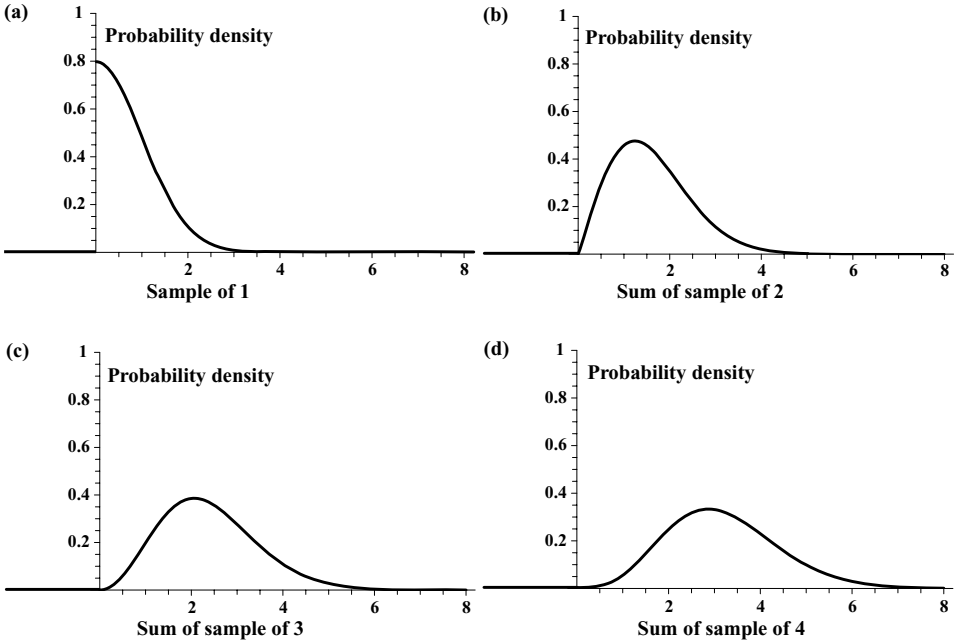 (a)
1
Probability density
0.8
0.6
0.4
0.2
2 4 6 8
Sample of 1
(b)
1
Probability density
0.8
0.6
0.4
0.2
2 4 6 8
Sum of sample of 2
(c)
1
Probability density
0.8
0.6
0.4
0.2
2 4 6 8
Sum of sample of 3
(d)
1
Probability density
0.8
0.6
0.4
0.2
2 4 6 8
Sum of sample of 4